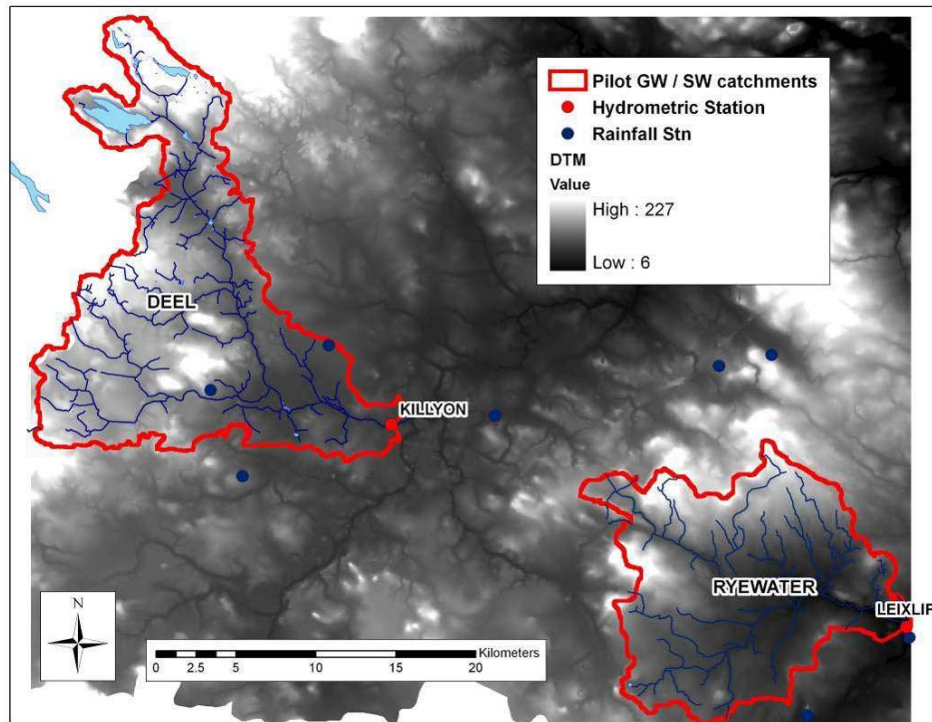 Pilot GW / SW catchments
Hydrometric Station
Rainfall Stn
DTM
Value
High : 227
Low : 6
DEEL
KILLYON
RYEWATER
LEIXLIP
N
Kilometers
0 2.5 5 10 15 20